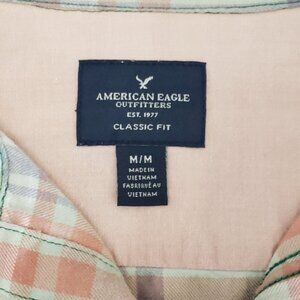 AMERICAN EAGLE
OUTFITTERS
EST. 1977
CLASSIC FIT
M/M
MADE IN
VIETNAM
FABRIQUÉ AU
VIETNAM